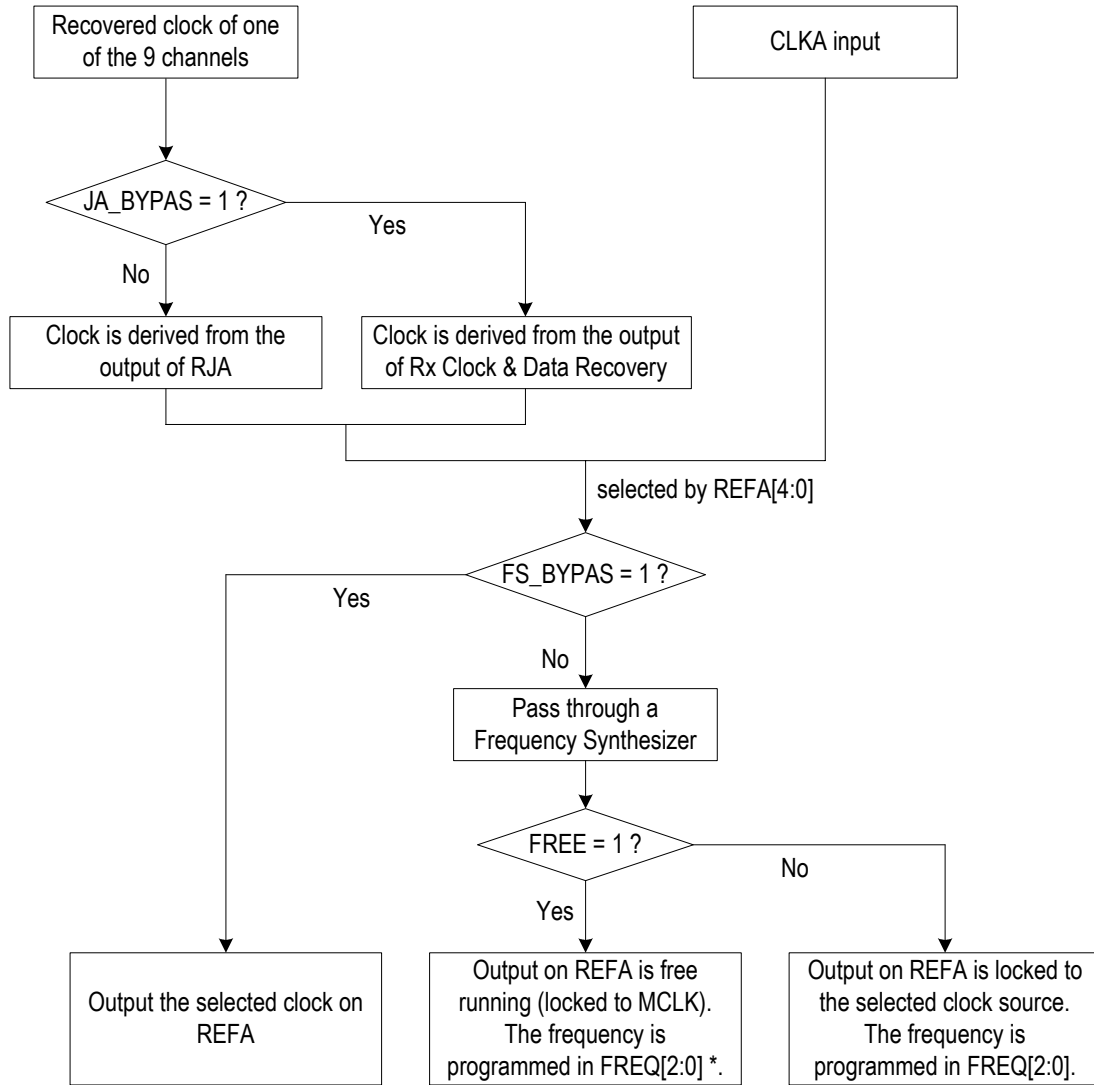 Recovered clock of one
of the 9 channels
CLKA input
JA_BYPAS = 1 ?
Yes
No
Clock is derived from the
output of RJA
Clock is derived from the output
of Rx Clock & Data Recovery
selected by REFA[4:0]
FS_BYPAS = 1 ?
Yes
No
Pass through a
Frequency Synthesizer
FREE = 1 ?
No
Yes
Output the selected clock on
REFA
Output on REFA is free
running (locked to MCLK).
The frequency is
programmed in FREQ[2:0] *.
Output on REFA is locked to
the selected clock source.
The frequency is
programmed in FREQ[2:0].